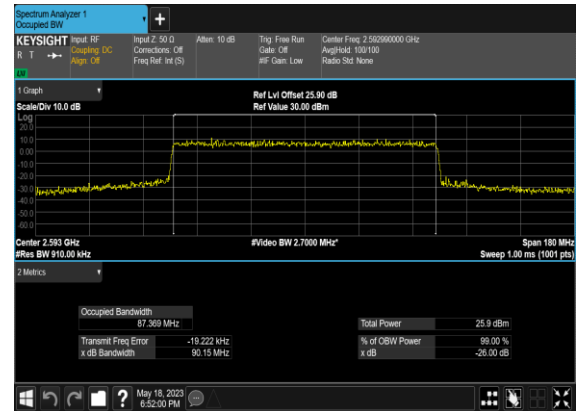 Spectrum Analyzer 1
Occupied BW
KEYSIGHT
R T
Input: RF
Coupling: DC
Align: Off
Input Z: 50 Ω
Corrections: Off
Freq Ref: Int (S)
Atten: 10 dB
Trig: Free Run
Gate: Off
#IF Gain: Low
Center Freq: 2.592990000 GHz
Avg|Hold: 100/100
Radio Std: None
1 Graph
Scale/Div 10.0 dB
Ref Lvl Offset 25.90 dB
Ref Value 30.00 dBm
Log
20.0
10.0
0.00
-10.0
-20.0
-30.0
-40.0
-50.0
-60.0
Center 2.593 GHz
#Res BW 910.00 kHz
#Video BW 2.7000 MHz*
Span 180 MHz
Sweep 1.00 ms (1001 pts)
2 Metrics
Occupied Bandwidth
87.369 MHz
Total Power 25.9 dBm
Transmit Freq Error -19.222 kHz
% of OBW Power 99.00 %
x dB Bandwidth 90.15 MHz
x dB -26.00 dB
May 18, 2023
6:52:00 PM